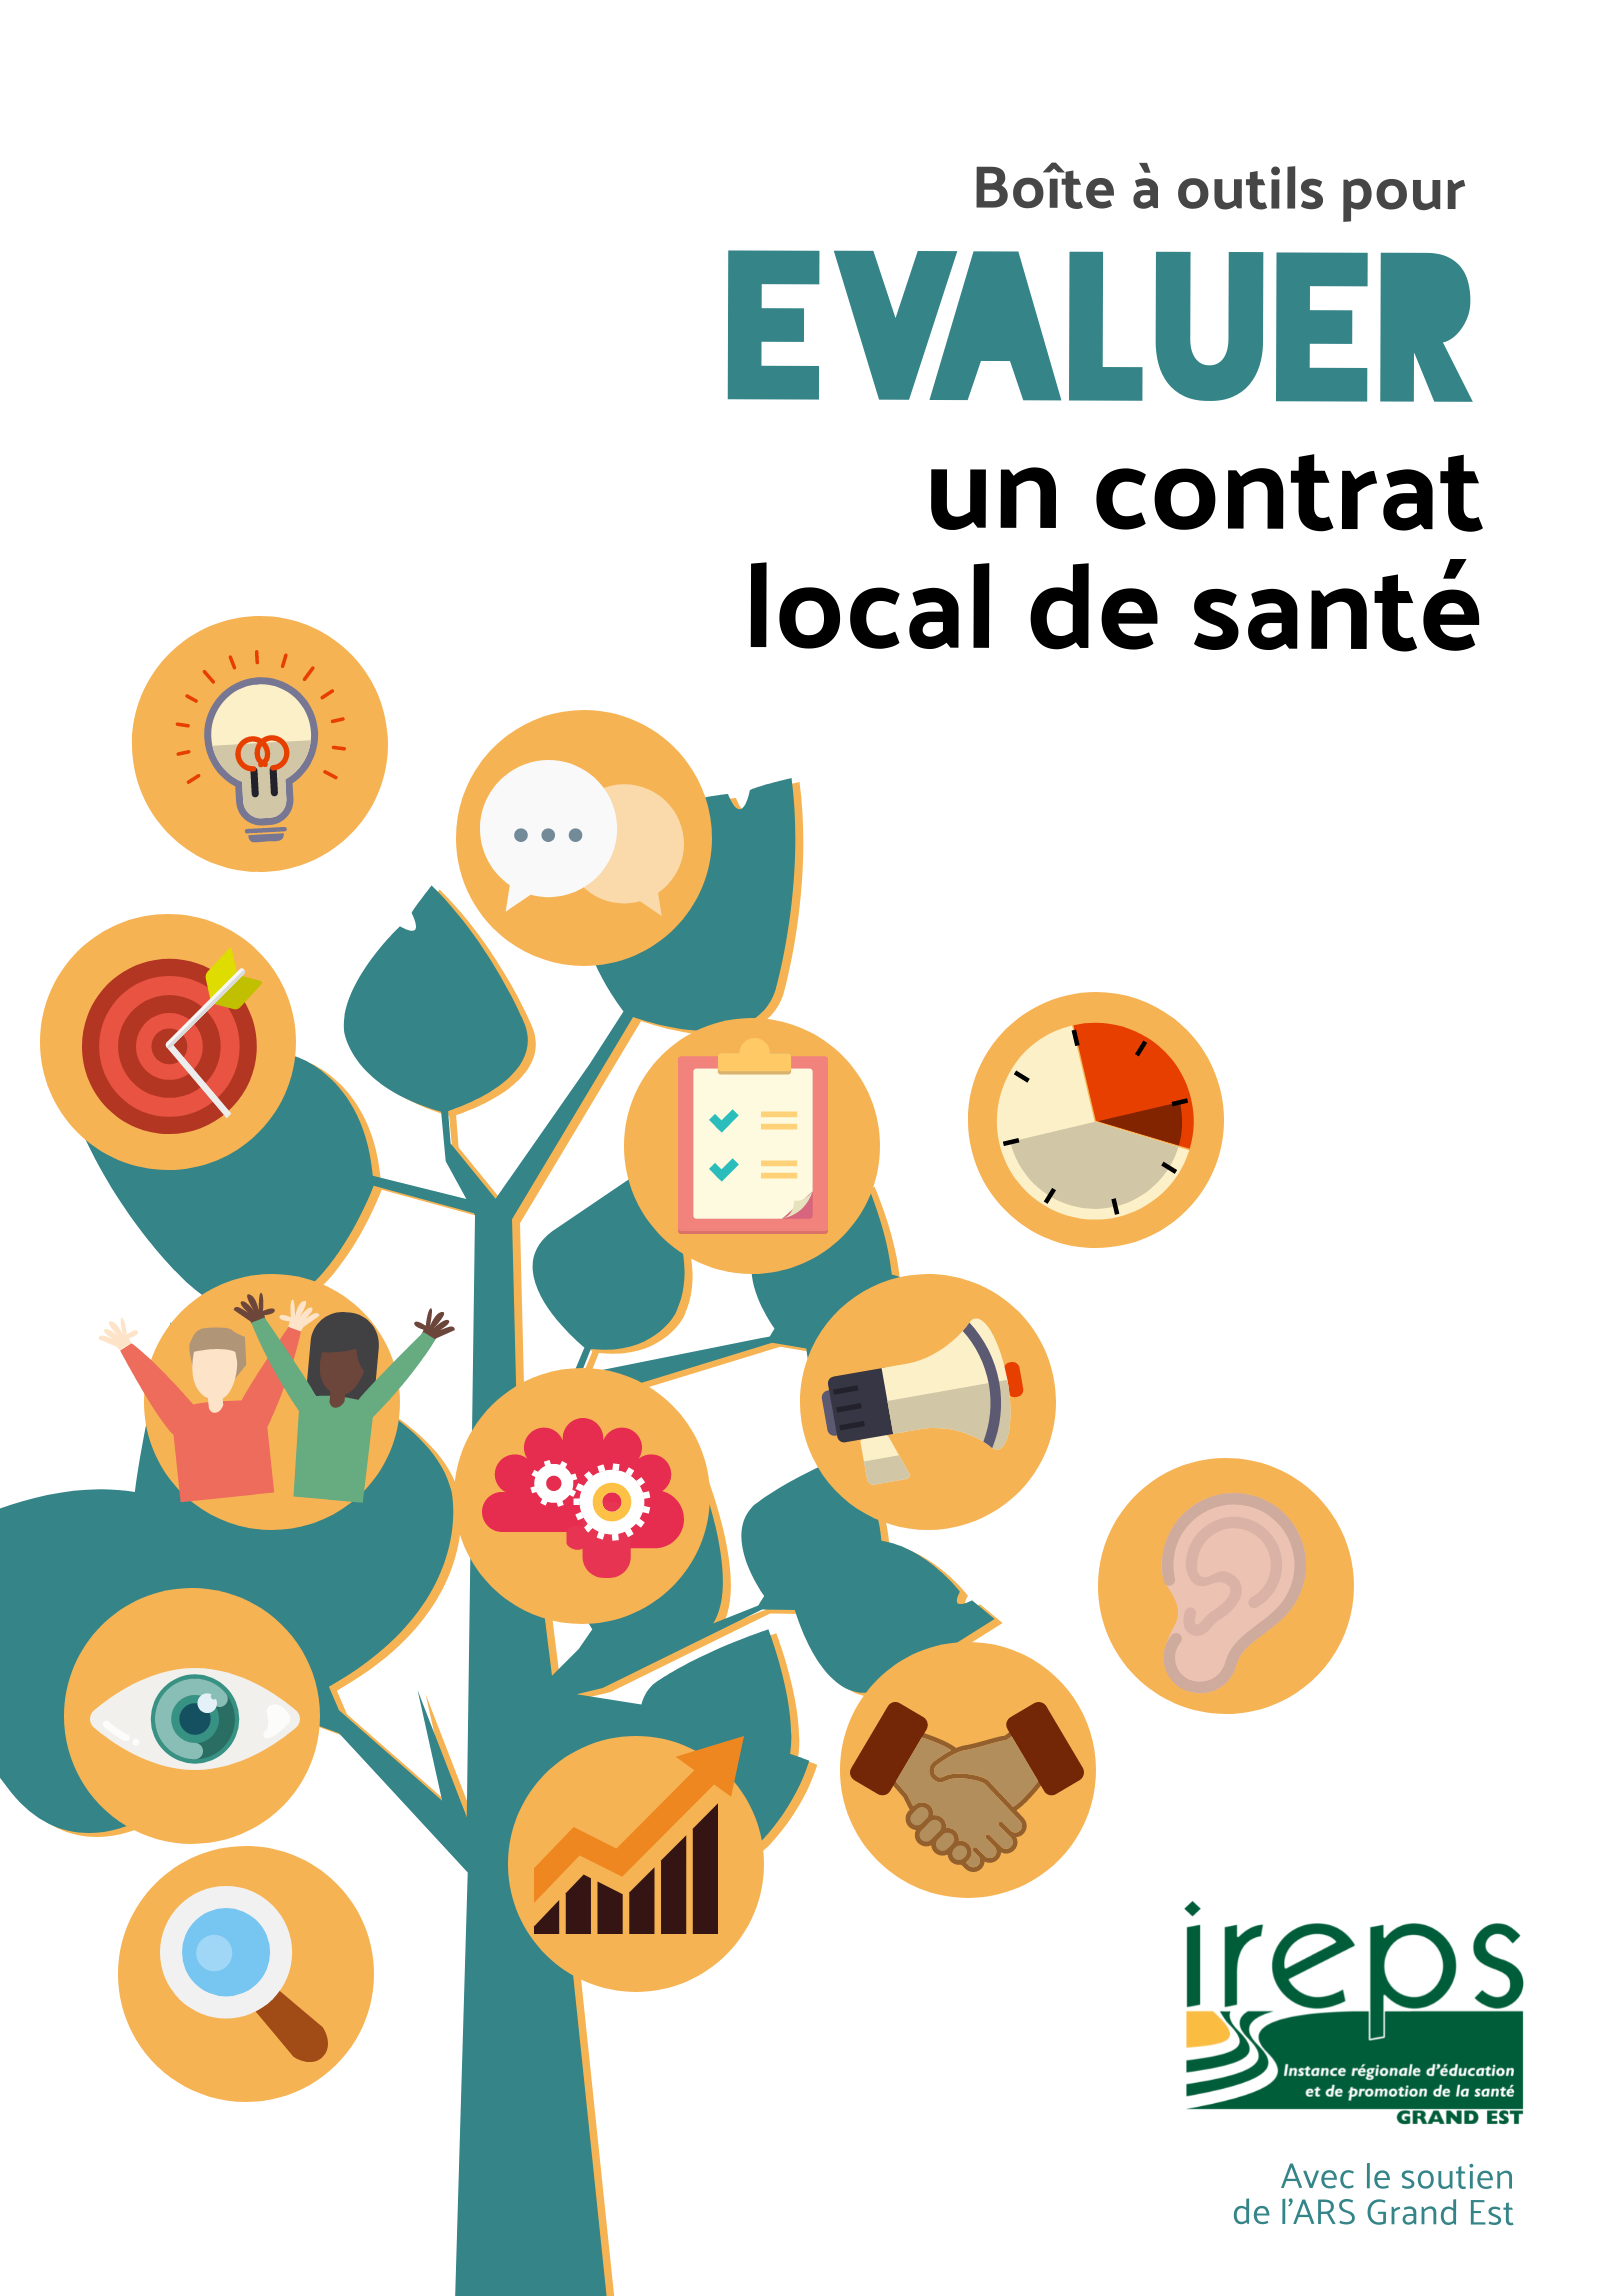 Boîte à outils pour
EVALUER
un contrat
local de santé
ireps
Instance régionale d'éducation
et de promotion de la santé
GRAND EST
Avec le soutien
de l'ARS Grand Est